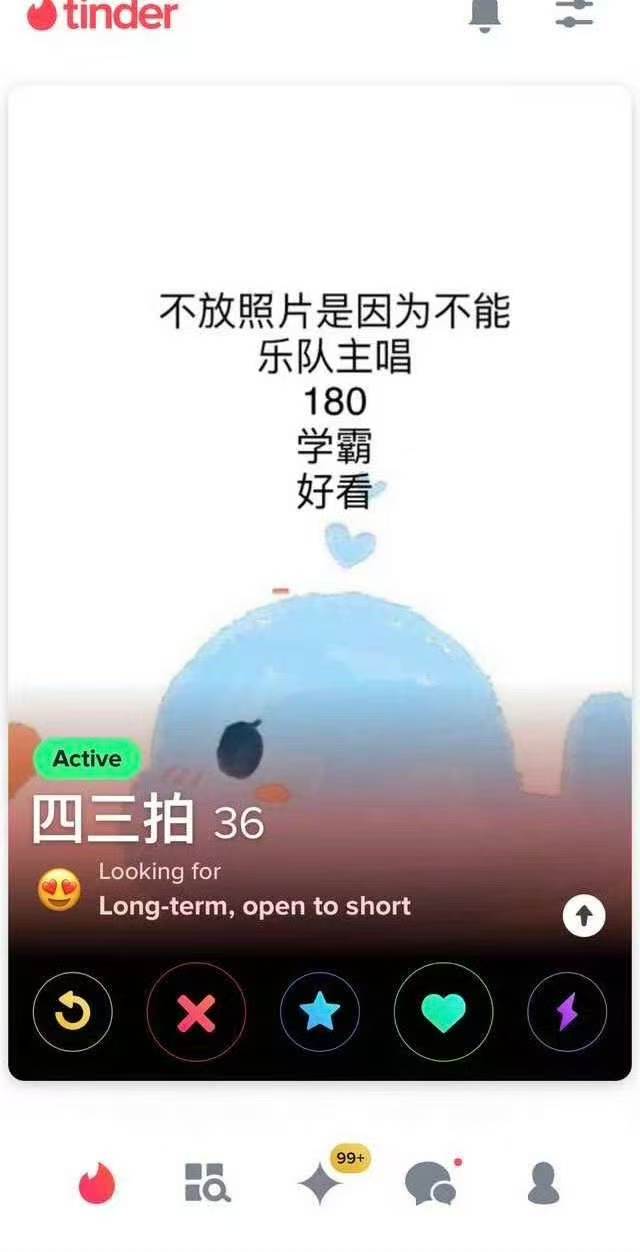 tinder
不放照片是因为不能
乐队主唱
180
学霸
好看
Active
四三拍 36
Looking for
Long-term, open to short
99+